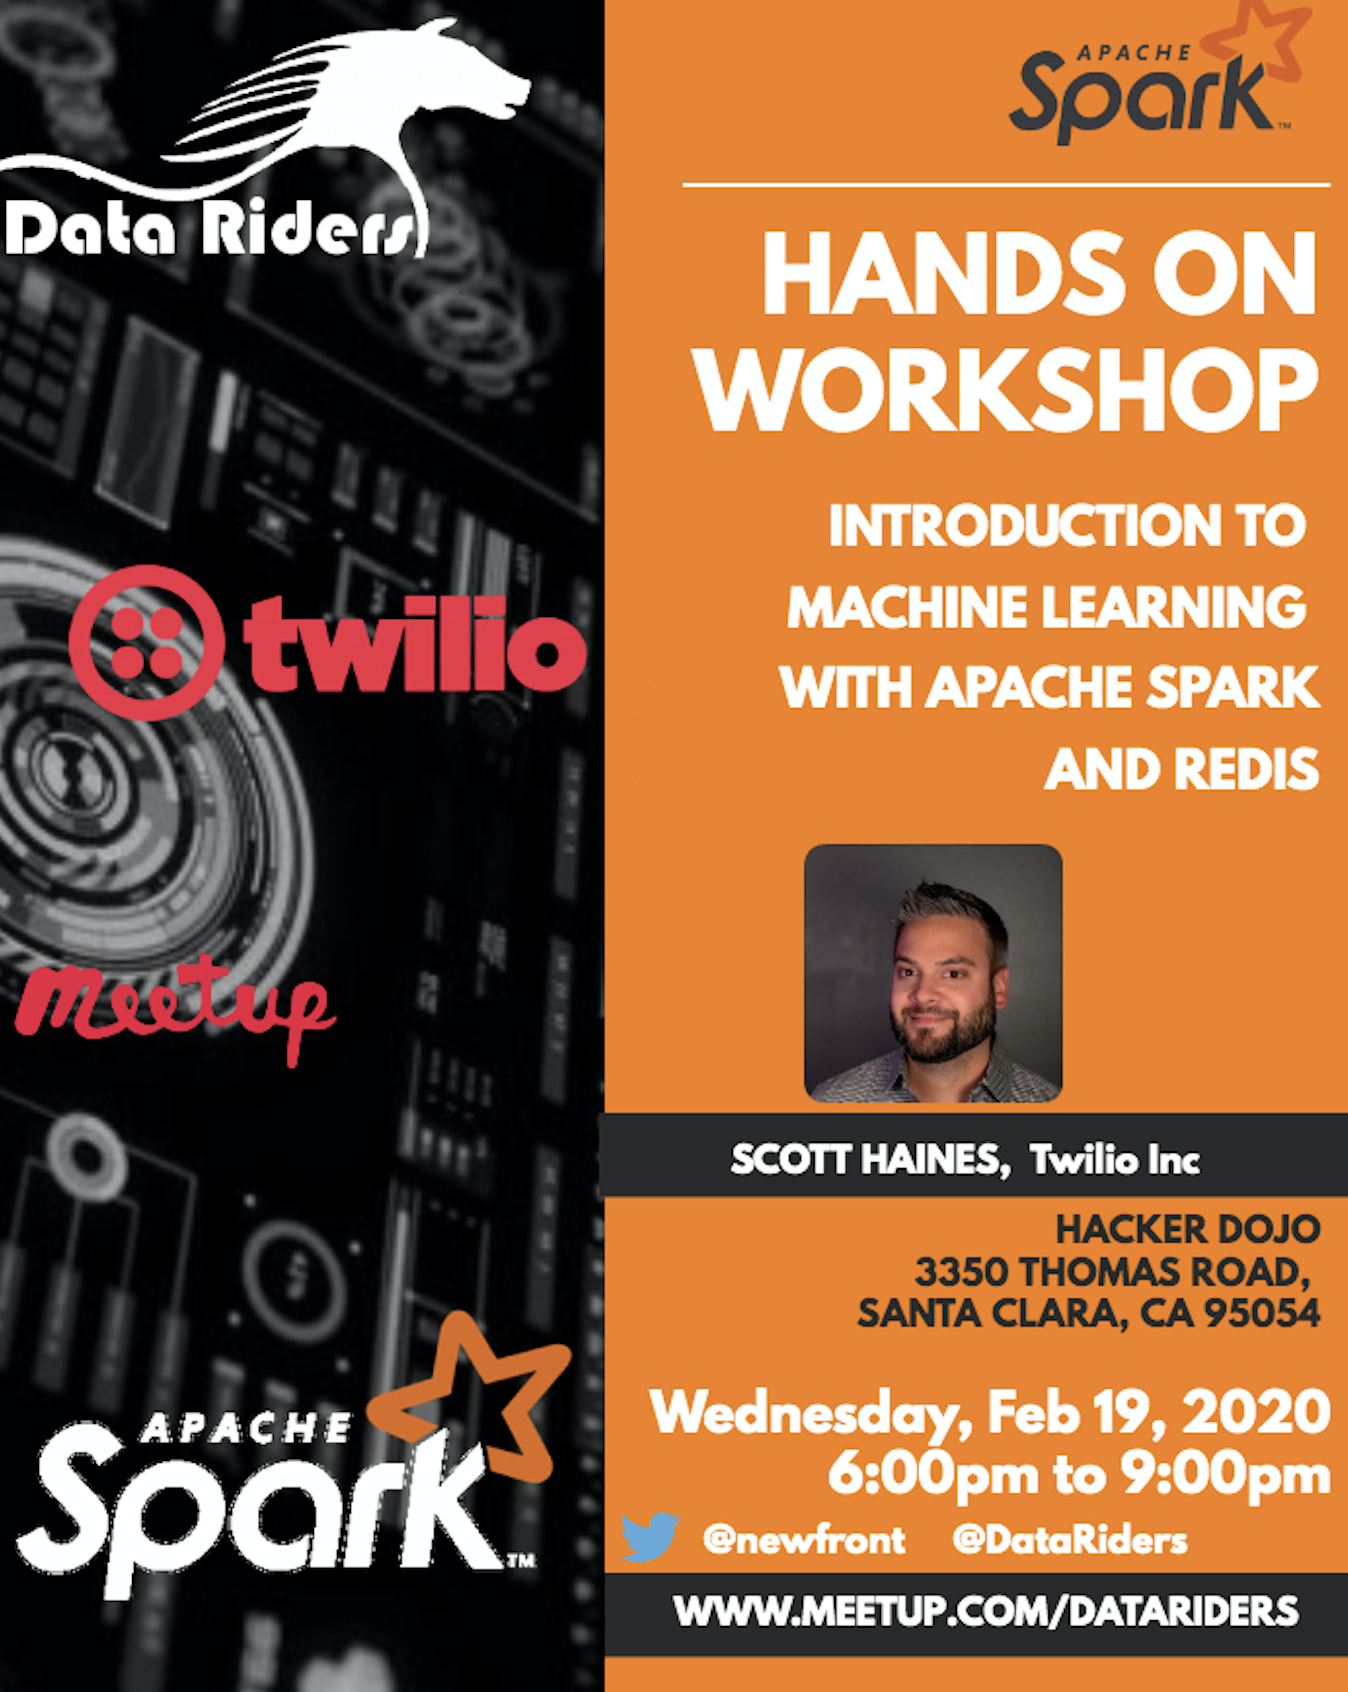 Data Riders
twilio
meetup
APACHE
Spark™
APACHE
Spark™
HANDS ON
WORKSHOP
INTRODUCTION TO
MACHINE LEARNING
WITH APACHE SPARK
AND REDIS
SCOTT HAINES, Twilio Inc
HACKER DOJO
3350 THOMAS ROAD,
SANTA CLARA, CA 95054
Wednesday, Feb 19, 2020
6:00pm to 9:00pm
@newfront @DataRiders
WWW.MEETUP.COM/DATARIDERS